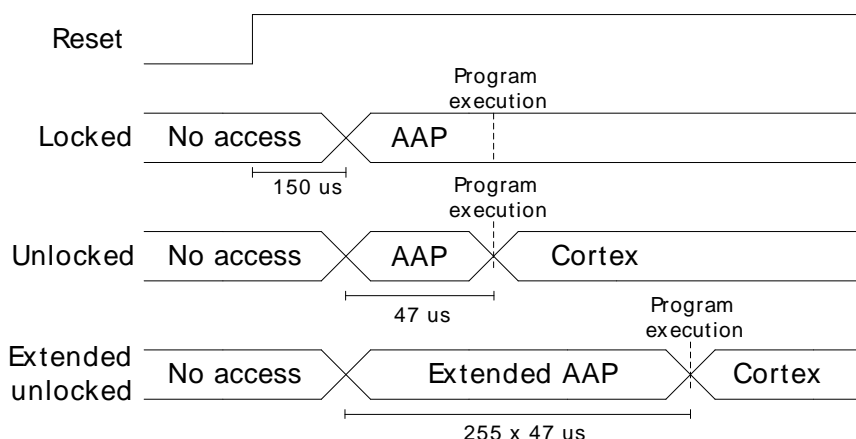 Reset
Program
execution
Locked
No access
AAP
150 us
Program
execution
Unlocked
No access
AAP
Cortex
47 us
Program
execution
Extended
unlocked
No access
Extended AAP
Cortex
255 x 47 us